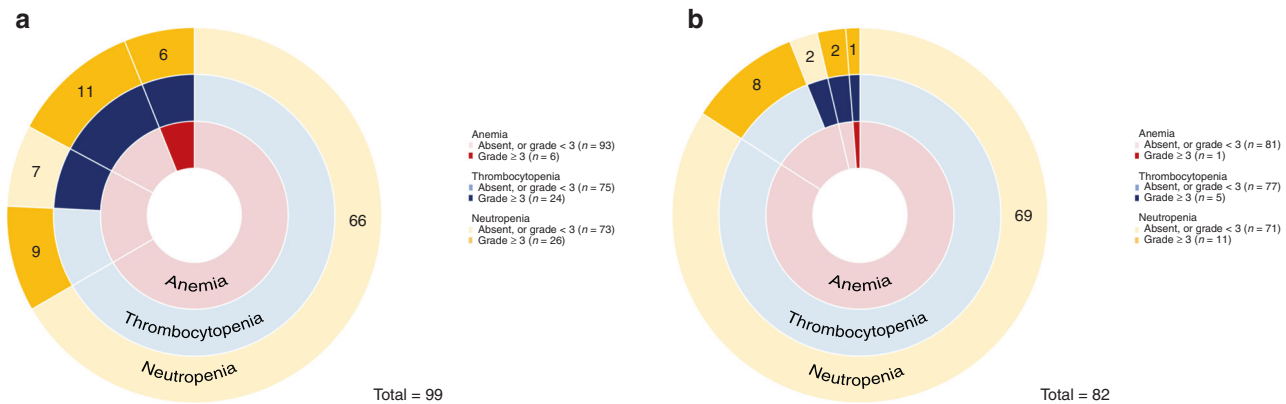 a
6
11
7
9
66
Anemia
Thrombocytopenia
Neutropenia
Total = 99
Anemia
Absent, or grade < 3 (n = 93)
Grade ≥ 3 (n = 6)
Thrombocytopenia
Absent, or grade < 3 (n = 75)
Grade ≥ 3 (n = 24)
Neutropenia
Absent, or grade < 3 (n = 73)
Grade ≥ 3 (n = 26)
b
8
2
2
1
69
Anemia
Thrombocytopenia
Neutropenia
Total = 82
Anemia
Absent, or grade < 3 (n = 81)
Grade ≥ 3 (n = 1)
Thrombocytopenia
Absent, or grade < 3 (n = 77)
Grade ≥ 3 (n = 5)
Neutropenia
Absent, or grade < 3 (n = 71)
Grade ≥ 3 (n = 11)